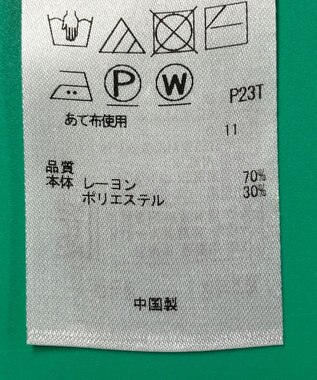 P W P23T
あて布使用
11
品質
本体 レーヨン 70%
ポリエステル 30%
中国製